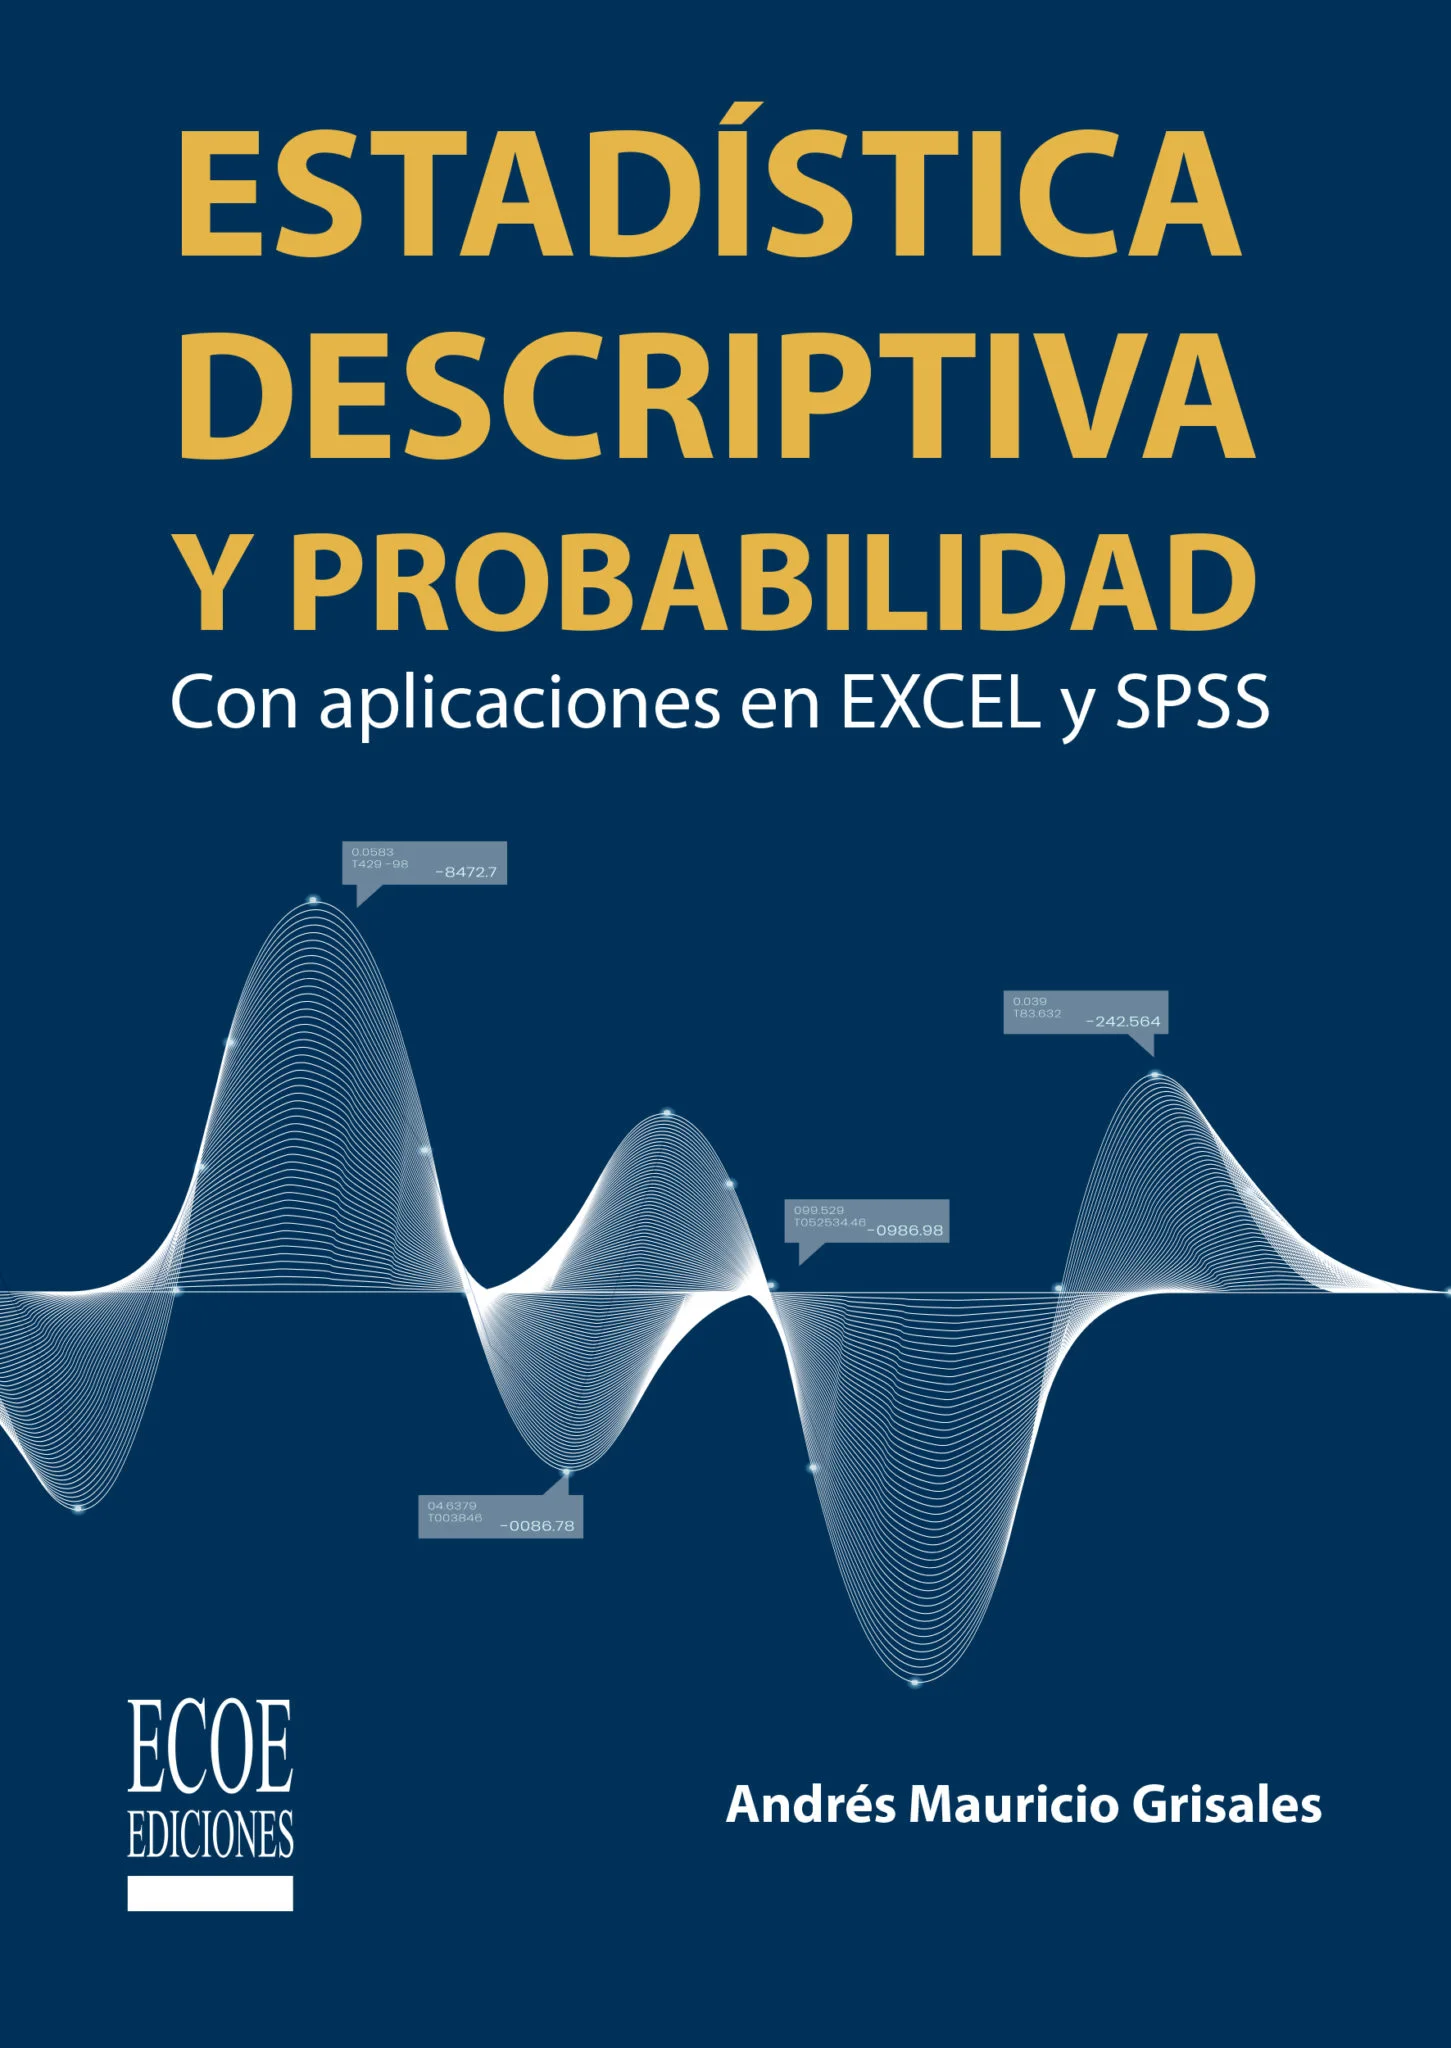 ESTADÍSTICA
DESCRIPTIVA
Y PROBABILIDAD
Con aplicaciones en EXCEL y SPSS
0.0583
T429 -98
-8472.7
0.039
T83.632
-242.564
099.529
T052534.46
-0986.98
04.6379
T003846
-0086.78
ECOE
EDICIONES
Andrés Mauricio Grisales